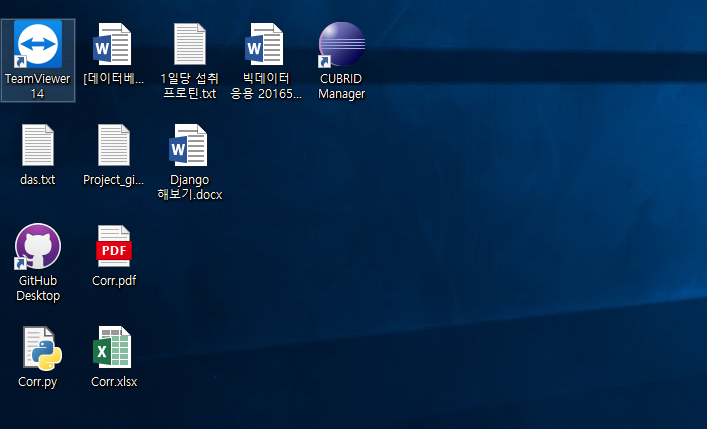 TeamViewer
14
[데이터베...
1일당 섭취
프로틴.txt
빅데이터
응용 20165...
CUBRID
Manager
das.txt
Project_gi...
Django
해보기.docx
GitHub
Desktop
PDF
Corr.pdf
Corr.py
Corr.xlsx